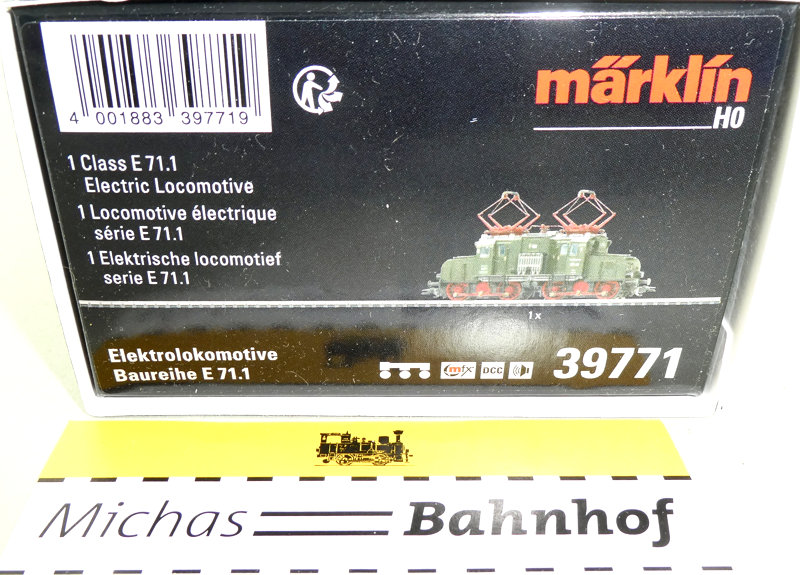 märklin
H0
4 001883 397719
1 Class E 71.1
Electric Locomotive
1 Locomotive électrique
série E 71.1
1 Elektrische locomotief
serie E 71.1
1x
Elektrolokomotive
Baureihe E 71.1
mfx
DCC
39771
Michas Bahnhof